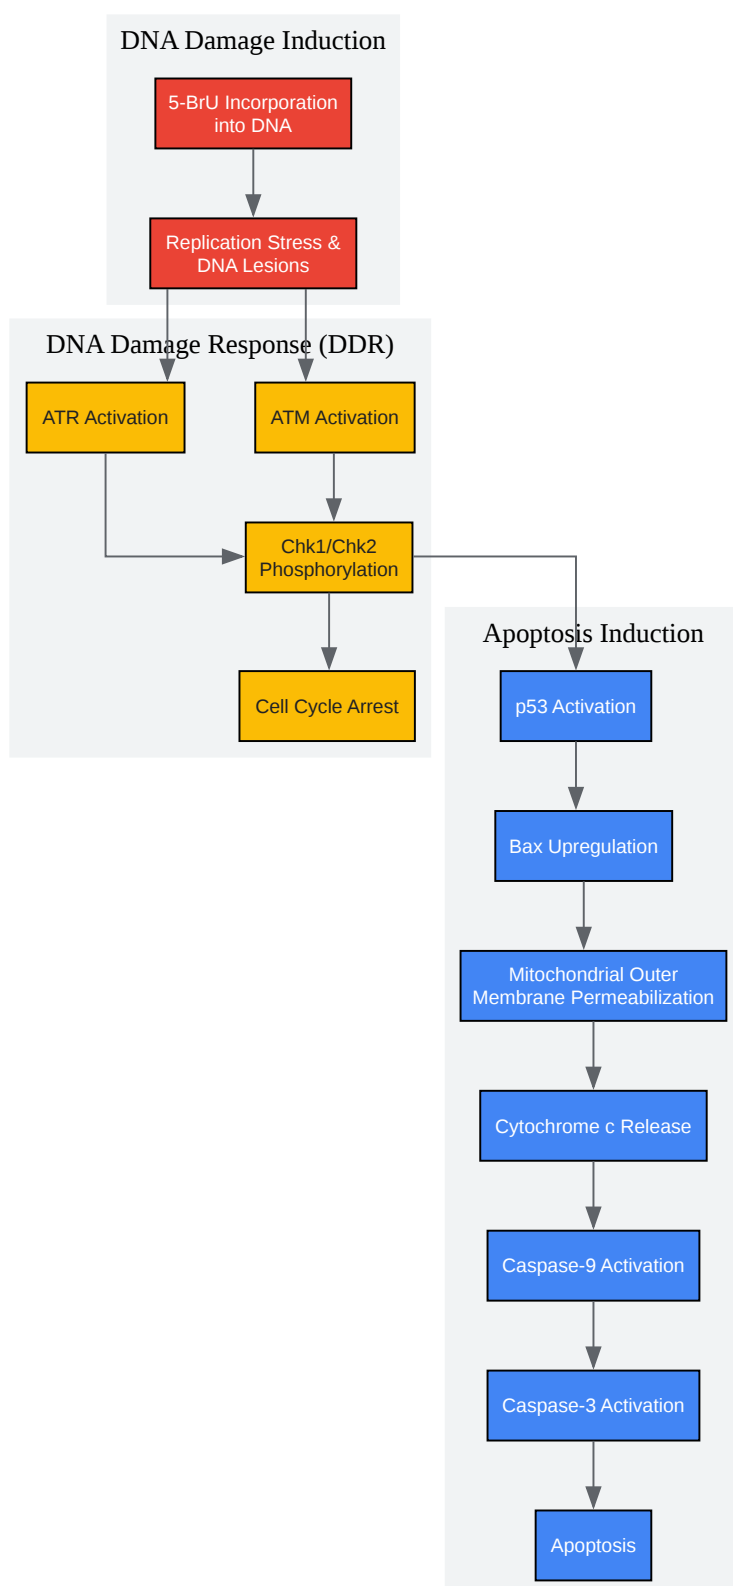 DNA Damage Induction
5-BrU Incorporation
into DNA
Replication Stress &
DNA Lesions
DNA Damage Response (DDR)
ATR Activation
ATM Activation
Chk1/Chk2
Phosphorylation
Cell Cycle Arrest
Apoptosis Induction
p53 Activation
Bax Upregulation
Mitochondrial Outer
Membrane Permeabilization
Cytochrome c Release
Caspase-9 Activation
Caspase-3 Activation
Apoptosis